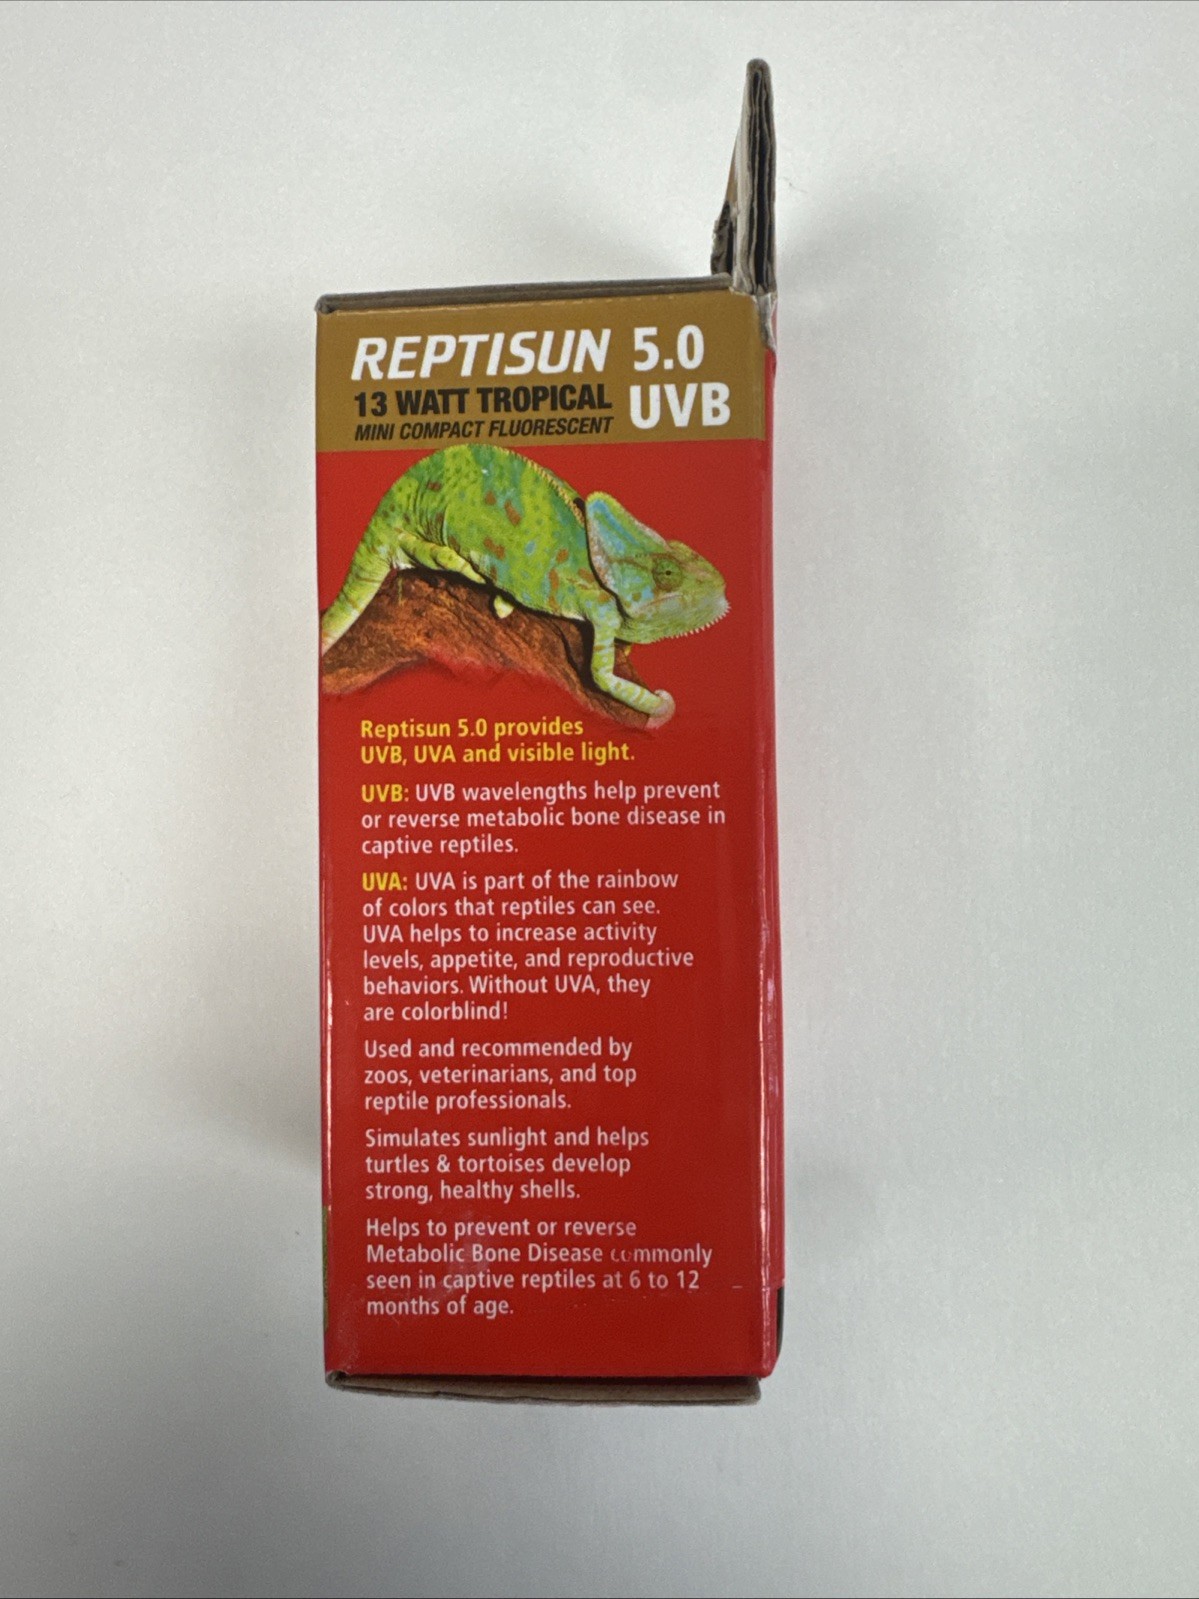 REPTISUN 5.0
13 WATT TROPICAL UVB
MINI COMPACT FLUORESCENT
Reptisun 5.0 provides
UVB, UVA and visible light.
UVB: UVB wavelengths help prevent
or reverse metabolic bone disease in
captive reptiles.
UVA: UVA is part of the rainbow
of colors that reptiles can see.
UVA helps to increase activity
levels, appetite, and reproductive
behaviors. Without UVA, they
are colorblind!
Used and recommended by
zoos, veterinarians, and top
reptile professionals.
Simulates sunlight and helps
turtles & tortoises develop
strong, healthy shells.
Helps to prevent or reverse
Metabolic Bone Disease commonly
seen in captive reptiles at 6 to 12
months of age.